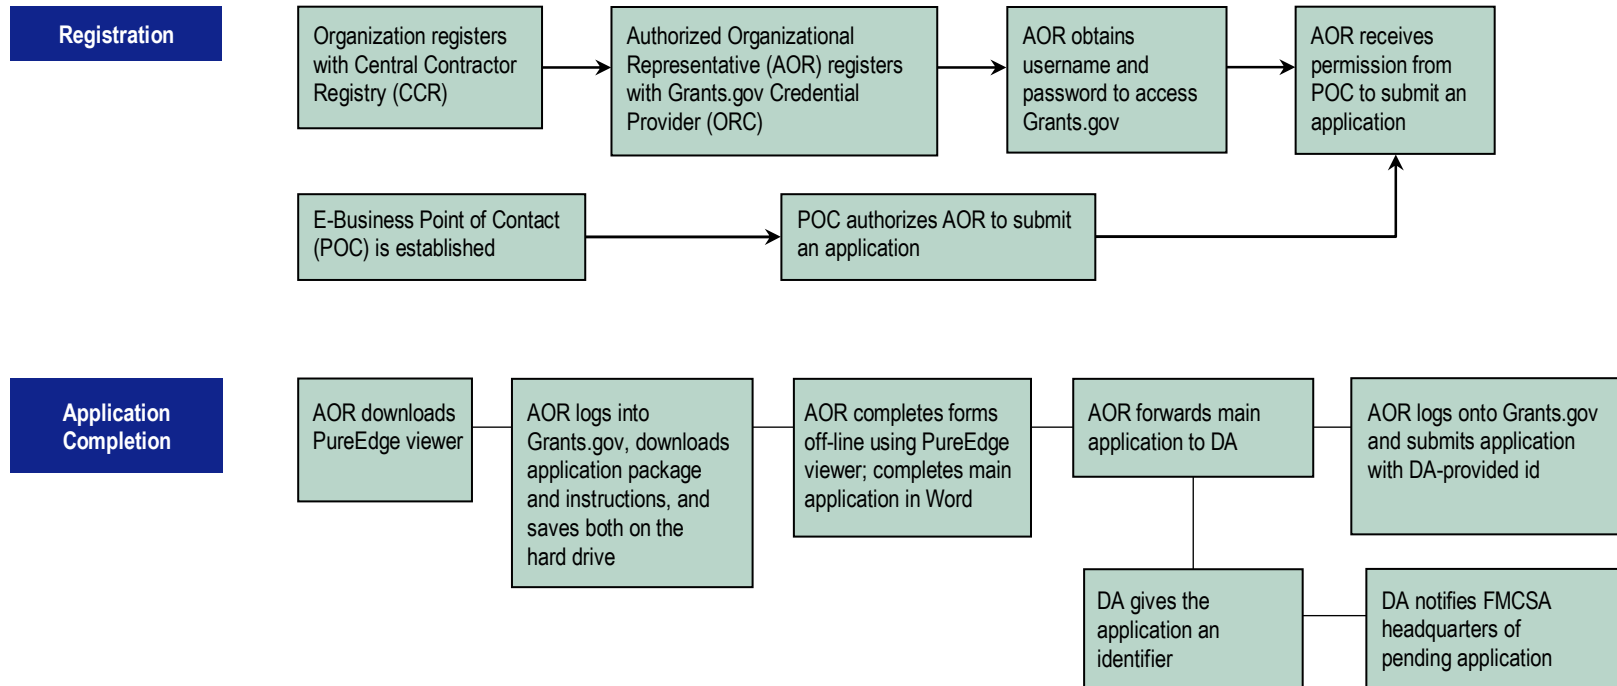 Registration
Organization registers
with Central Contractor
Registry (CCR)
Authorized Organizational
Representative (AOR) registers
with Grants.gov Credential
Provider (ORC)
AOR obtains
username and
password to access
Grants.gov
AOR receives
permission from
POC to submit an
application
E-Business Point of Contact
(POC) is established
POC authorizes AOR to submit
an application
Application
Completion
AOR downloads
PureEdge viewer
AOR logs into
Grants.gov, downloads
application package
and instructions, and
saves both on the
hard drive
AOR completes forms
off-line using PureEdge
viewer; completes main
application in Word
AOR forwards main
application to DA
AOR logs onto Grants.gov
and submits application
with DA-provided id
DA gives the
application an
identifier
DA notifies FMCSA
headquarters of
pending application